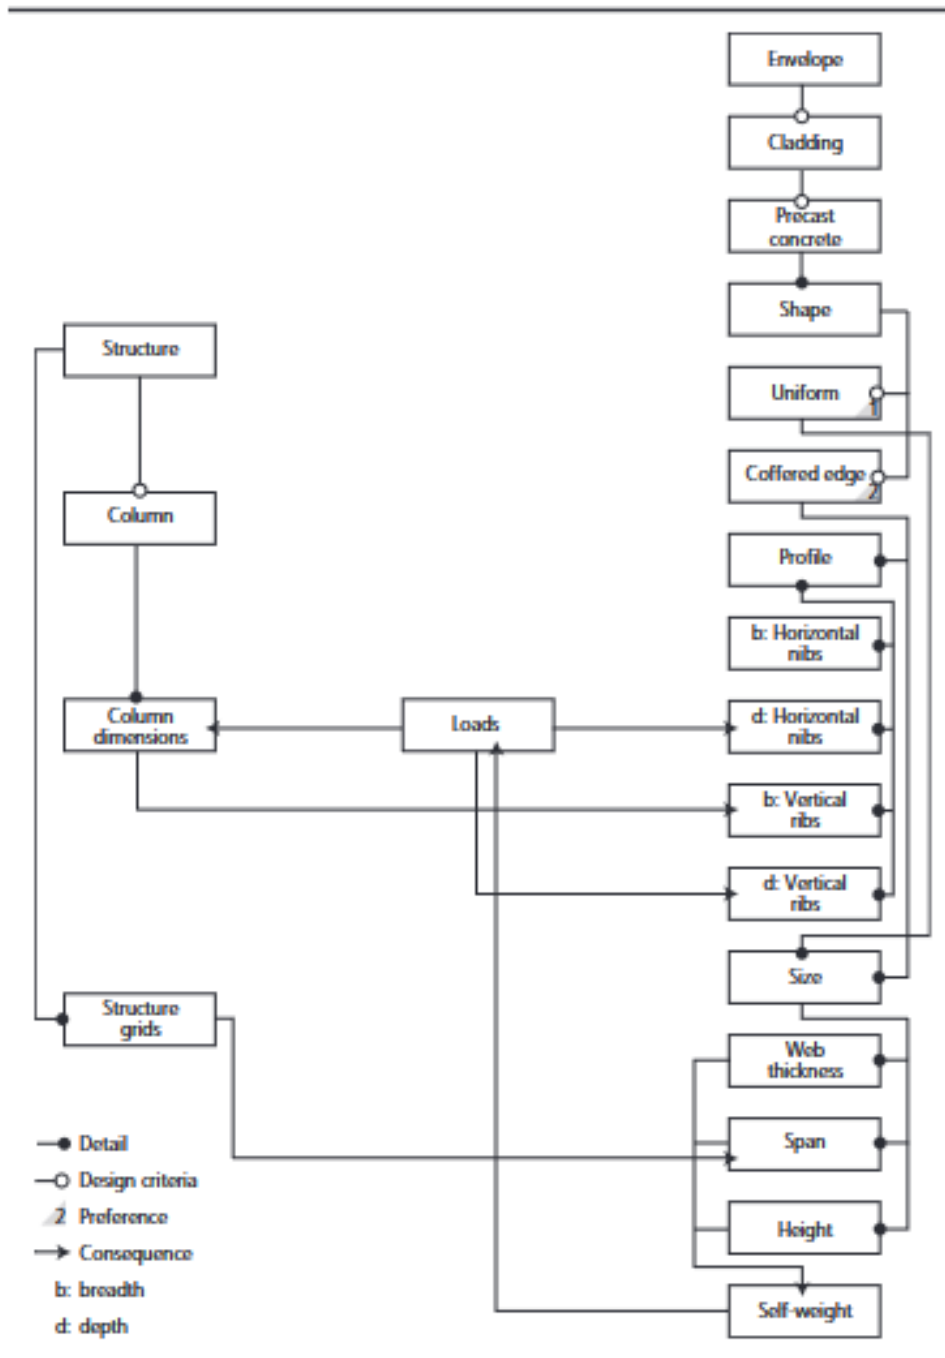 Envelope
Cladding
Precast
concrete
Shape
Structure
Uniform
1
Coffered edge
2
Column
Profile
b: Horizontal
nibs
Column
dimensions
Loads
d: Horizontal
nibs
b: Vertical
ribs
d: Vertical
ribs
Size
Structure
grids
Web
thickness
Span
Height
Self-weight
Detail
Design criteria
2 Preference
Consequence
b: breadth
d: depth